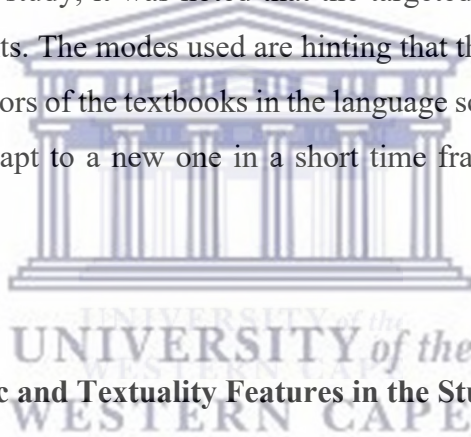 study, it was noted that the targeted
ts. The modes used are hinting that th
ors of the textbooks in the language so
apt to a new one in a short time fra
UNIVERSITY of the
c and Textuality Features in the Stu
WESTERN CAPE